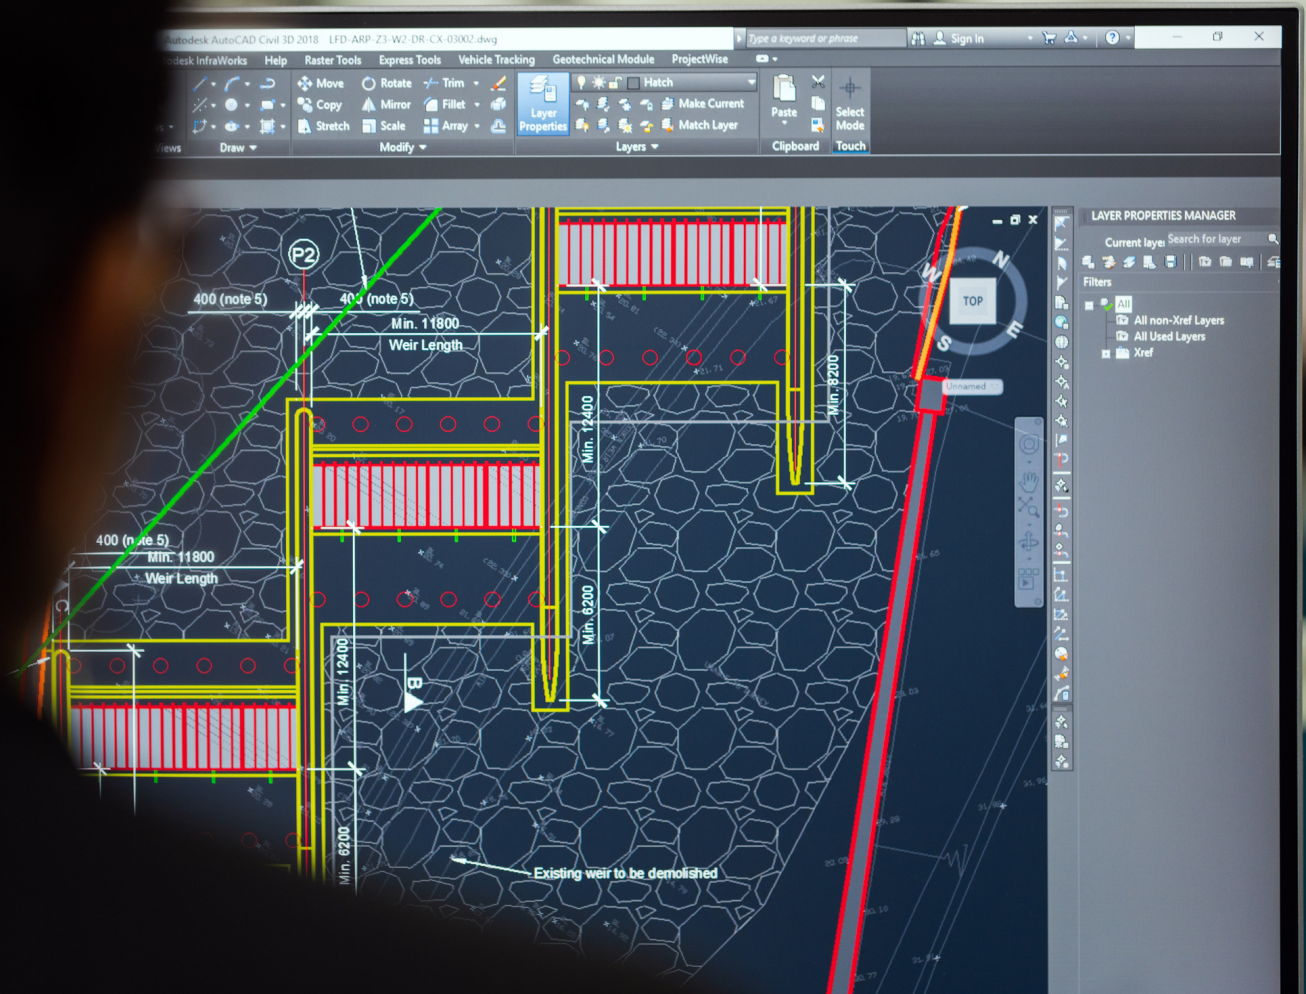 Autodesk AutoCAD Civil 3D 2018 LFD-ARP-Z3-W2-DR-CX-03002.dwg
Type a keyword or phrase
Sign In
InfraWorks Help Raster Tools Express Tools Vehicle Tracking Geotechnical Module ProjectWise
Move Rotate Trim
Copy Mirror Fillet
Stretch Scale Array
Layer
Properties
Hatch
Make Current
Match Layer
Paste
Select
Mode
Draw
Modify
Layers
Clipboard
Touch
P2
400 (note 5)
400 (note 5)
Min. 11800
Weir Length
400 (note 5)
Min. 11800
Weir Length
Min. 12400
Min. 6200
Min. 8200
Min. 12400
Min. 6200
B
C
Existing weir to be demolished
N
W
TOP
E
S
Unnamed
LAYER PROPERTIES MANAGER
Current laye
Search for layer
Filters
All
All non-Xref Layers
All Used Layers
Xref